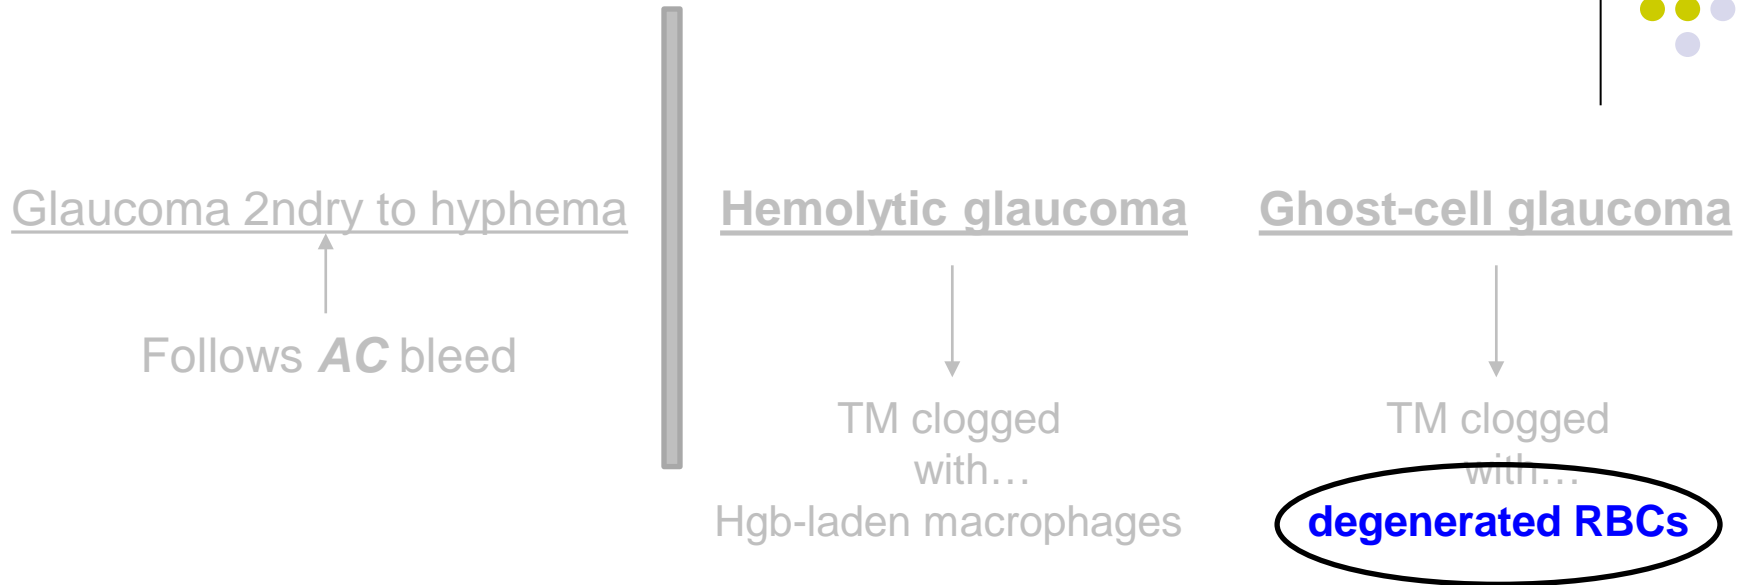 Glaucoma 2ndry to hyphema
Follows AC bleed
Hemolytic glaucoma
TM clogged
with…
Hgb-laden macrophages
Ghost-cell glaucoma
TM clogged
with…
degenerated RBCs